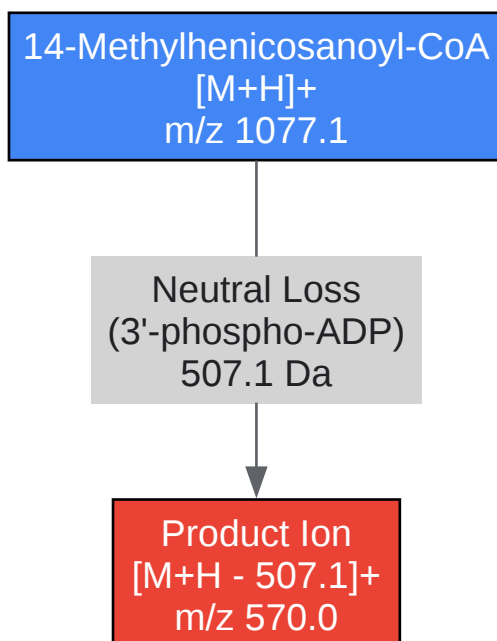 14-Methylhenicosanoyl-CoA
[M+H]+
m/z 1077.1
Neutral Loss
(3'-phospho-ADP)
507.1 Da
Product Ion
[M+H - 507.1]+
m/z 570.0